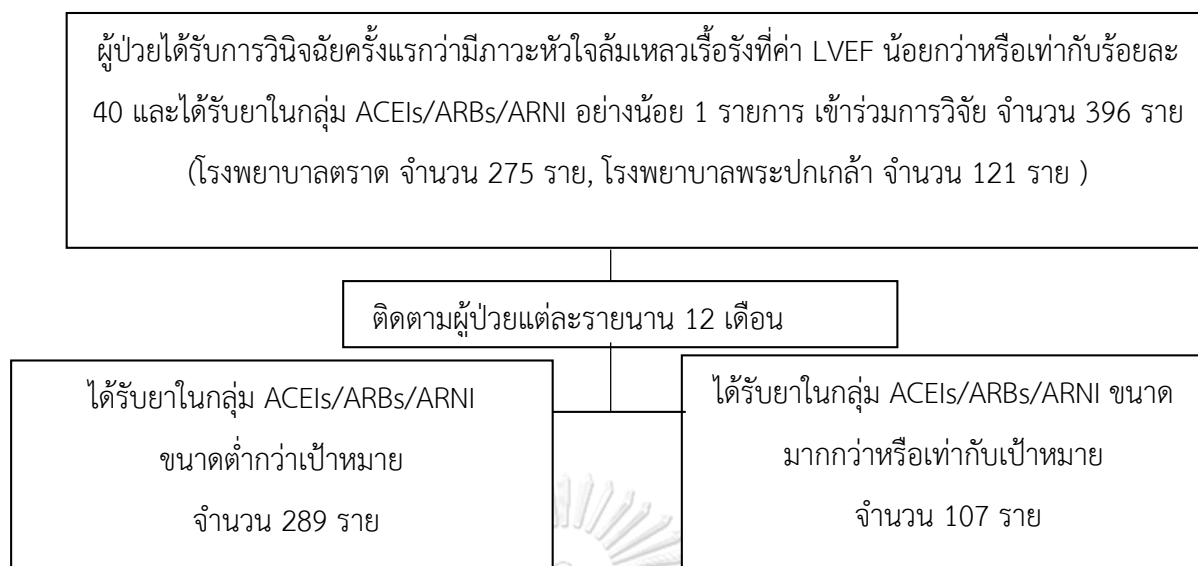 ผู้ป่วยได้รับการวินิจฉัยครั้งแรกว่ามีภาวะหัวใจล้มเหลวเรื้อรังที่ค่า LVEF น้อยกว่าหรือเท่ากับร้อยละ
40 และได้รับยาในกลุ่ม ACEIs/ARBs/ARNI อย่างน้อย 1 รายการ เข้าร่วมการวิจัย จำนวน 396 ราย
(โรงพยาบาลตราด จำนวน 275 ราย, โรงพยาบาลพระปกเกล้า จำนวน 121 ราย )
ติดตามผู้ป่วยแต่ละรายนาน 12 เดือน
ได้รับยาในกลุ่ม ACEIs/ARBs/ARNI
ขนาดต่ำกว่าเป้าหมาย
จำนวน 289 ราย
ได้รับยาในกลุ่ม ACEIs/ARBs/ARNI ขนาด
มากกว่าหรือเท่ากับเป้าหมาย
จำนวน 107 ราย